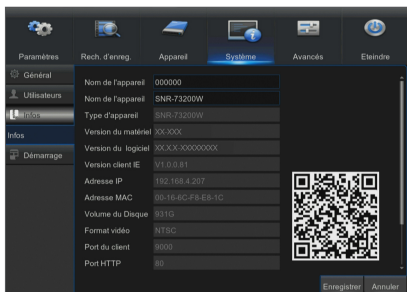 Paramètres Rech. d'enreg. Appareil Système Avancés Eteindre
Général
Utilisateurs
Infos
Infos
Démarrage
Nom de l'appareil 000000
Nom de l'appareil SNR-73200W
Type d'appareil SNR-73200W
Version du matériel XX-XXX
Version du logiciel XX.X.X-XXXXXXXX
Version client IE V1.0.0.81
Adresse IP 192.168.4.207
Adresse MAC 00-16-6C-F8-E8-1C
Volume du Disque 931G
Format vidéo NTSC
Port du client 9000
Port HTTP 80
Enregistrer Annuler